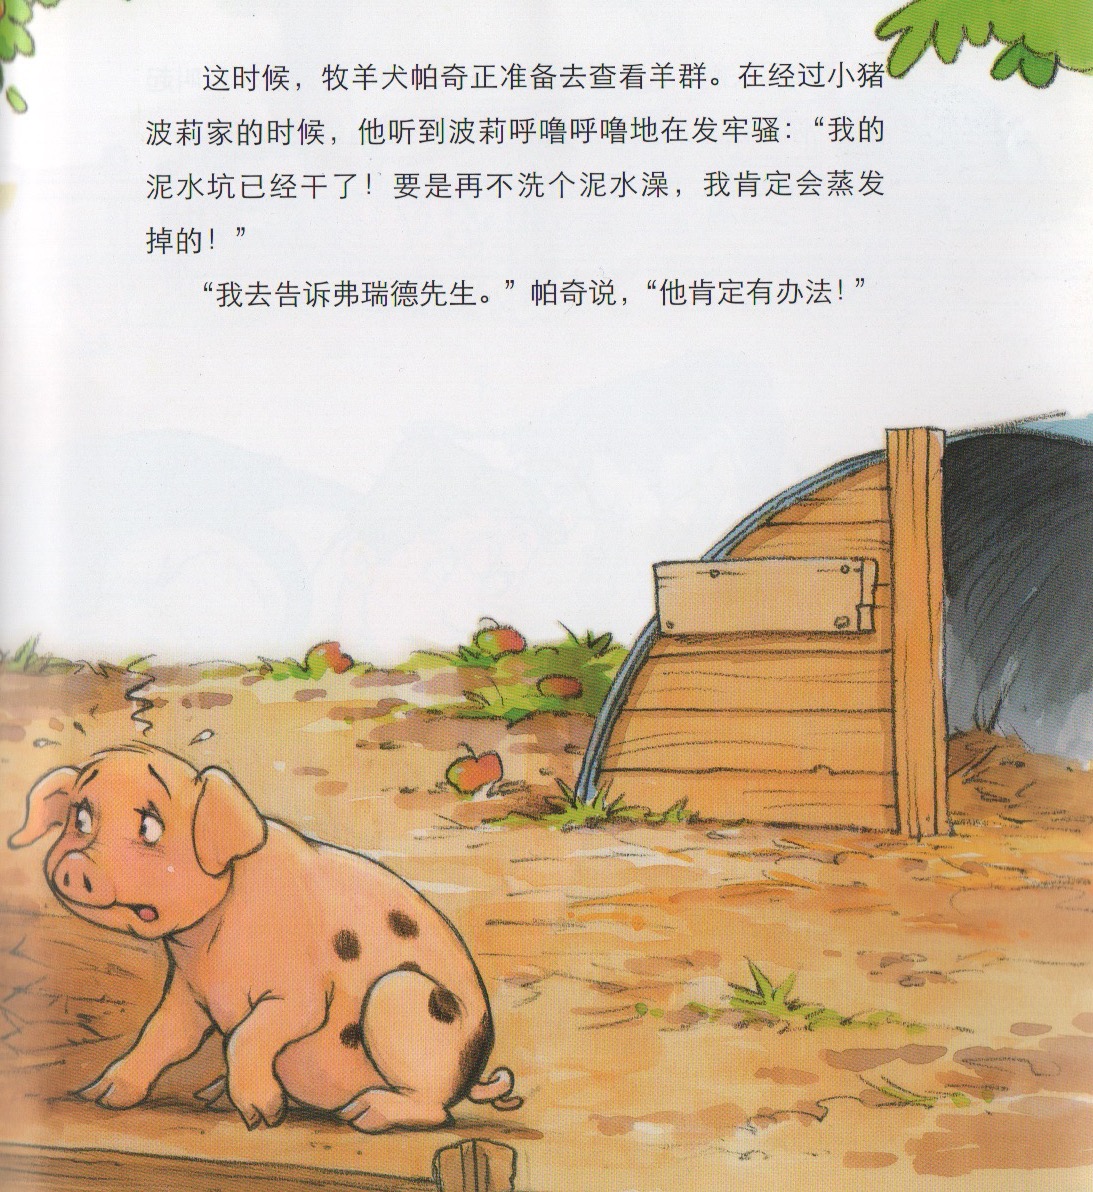 这时候，牧羊犬帕奇正准备去查看羊群。在经过小猪
波莉家的时候，他听到波莉呼噜呼噜地在发牢骚：“我的
泥水坑已经干了！要是再不洗个泥水澡，我肯定会蒸发
掉的！”
“我去告诉弗瑞德先生。”帕奇说，“他肯定有办法！”